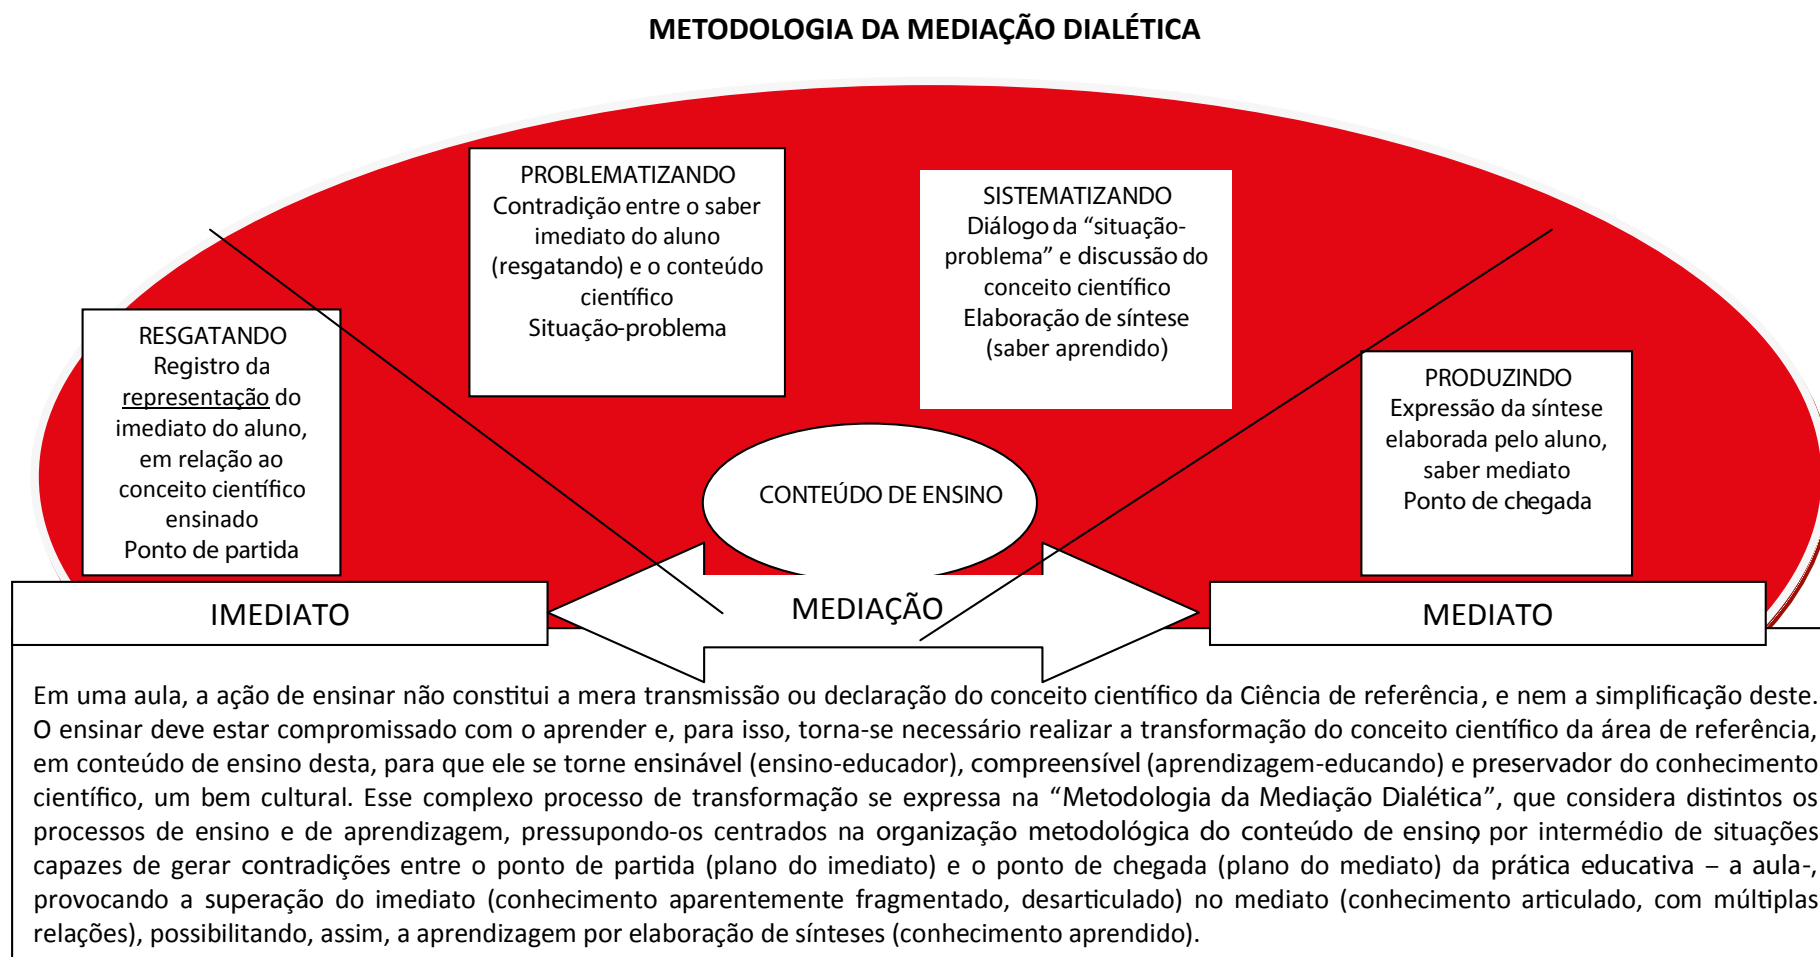 METODOLOGIA DA MEDIAÇÃO DIALÉTICA
PROBLEMATIZANDO
Contradição entre o saber
imediato do aluno
(resgatando) e o conteúdo
científico
Situação-problema
SISTEMATIZANDO
Diálogo da “situação-
problema” e discussão do
conceito científico
Elaboração de síntese
(saber aprendido)
RESGATANDO
Registro da
representação do
imediato do aluno,
em relação ao
conceito científico
ensinado
Ponto de partida
PRODUZINDO
Expressão da síntese
elaborada pelo aluno,
saber mediato
Ponto de chegada
CONTEÚDO DE ENSINO
IMEDIATO
MEDIAÇÃO
MEDIATO
Em uma aula, a ação de ensinar não constitui a mera transmissão ou declaração do conceito científico da Ciência de referência, e nem a simplificação deste.
O ensinar deve estar compromissado com o aprender e, para isso, torna-se necessário realizar a transformação do conceito científico da área de referência,
em conteúdo de ensino desta, para que ele se torne ensinável (ensino-educador), compreensível (aprendizagem-educando) e preservador do conhecimento
científico, um bem cultural. Esse complexo processo de transformação se expressa na “Metodologia da Mediação Dialética”, que considera distintos os
processos de ensino e de aprendizagem, pressupondo-os centrados na organização metodológica do conteúdo de ensino, por intermédio de situações
capazes de gerar contradições entre o ponto de partida (plano do imediato) e o ponto de chegada (plano do mediato) da prática educativa – a aula-,
provocando a superação do imediato (conhecimento aparentemente fragmentado, desarticulado) no mediato (conhecimento articulado, com múltiplas
relações), possibilitando, assim, a aprendizagem por elaboração de sínteses (conhecimento aprendido).